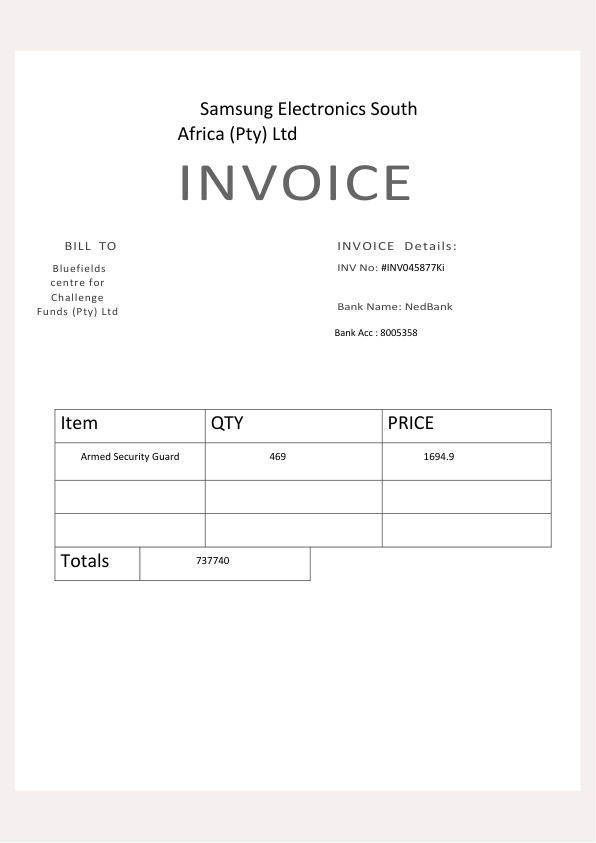 Samsung Electronics South
Africa (Pty) Ltd
INVOICE
BILL TO
Bluefields
centre for
Challenge
Funds (Pty) Ltd
INVOICE Details:
INV No: #INV045877Ki
Bank Name: NedBank
Bank Acc : 8005358
Item QTY PRICE
Armed Security Guard 469 1694.9
Totals 737740